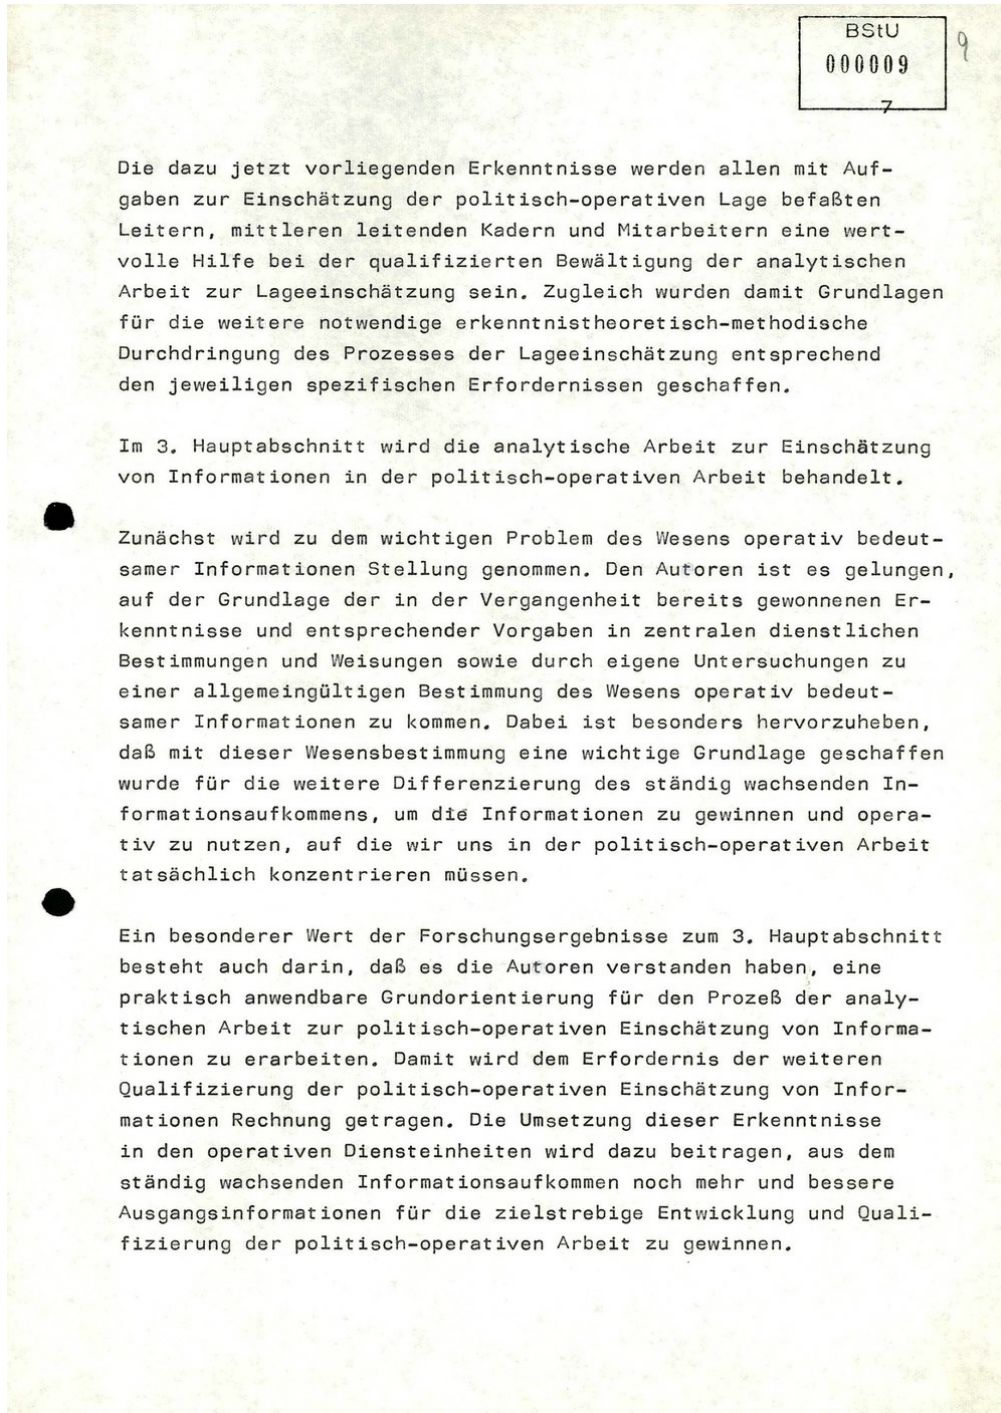 BStU
000009
9
7
Die dazu jetzt vorliegenden Erkenntnisse werden allen mit Auf-
gaben zur Einschätzung der politisch-operativen Lage befaßten
Leitern, mittleren leitenden Kadern und Mitarbeitern eine wert-
volle Hilfe bei der qualifizierten Bewältigung der analytischen
Arbeit zur Lageeinschätzung sein. Zugleich wurden damit Grundlagen
für die weitere notwendige erkenntnistheoretisch-methodische
Durchdringung des Prozesses der Lageeinschätzung entsprechend
den jeweiligen spezifischen Erfordernissen geschaffen.
Im 3. Hauptabschnitt wird die analytische Arbeit zur Einschätzung
von Informationen in der politisch-operativen Arbeit behandelt.
Zunächst wird zu dem wichtigen Problem des Wesens operativ bedeut-
samer Informationen Stellung genommen. Den Autoren ist es gelungen,
auf der Grundlage der in der Vergangenheit bereits gewonnenen Er-
kenntnisse und entsprechender Vorgaben in zentralen dienstlichen
Bestimmungen und Weisungen sowie durch eigene Untersuchungen zu
einer allgemeingültigen Bestimmung des Wesens operativ bedeut-
samer Informationen zu kommen. Dabei ist besonders hervorzuheben,
daß mit dieser Wesensbestimmung eine wichtige Grundlage geschaffen
wurde für die weitere Differenzierung des ständig wachsenden In-
formationsaufkommens, um die Informationen zu gewinnen und opera-
tiv zu nutzen, auf die wir uns in der politisch-operativen Arbeit
tatsächlich konzentrieren müssen.
Ein besonderer Wert der Forschungsergebnisse zum 3. Hauptabschnitt
besteht auch darin, daß es die Autoren verstanden haben, eine
praktisch anwendbare Grundorientierung für den Prozeß der analy-
tischen Arbeit zur politisch-operativen Einschätzung von Informa-
tionen zu erarbeiten. Damit wird dem Erfordernis der weiteren
Qualifizierung der politisch-operativen Einschätzung von Infor-
mationen Rechnung getragen. Die Umsetzung dieser Erkenntnisse
in den operativen Diensteinheiten wird dazu beitragen, aus dem
ständig wachsenden Informationsaufkommen noch mehr und bessere
Ausgangsinformationen für die zielstrebige Entwicklung und Quali-
fizierung der politisch-operativen Arbeit zu gewinnen.